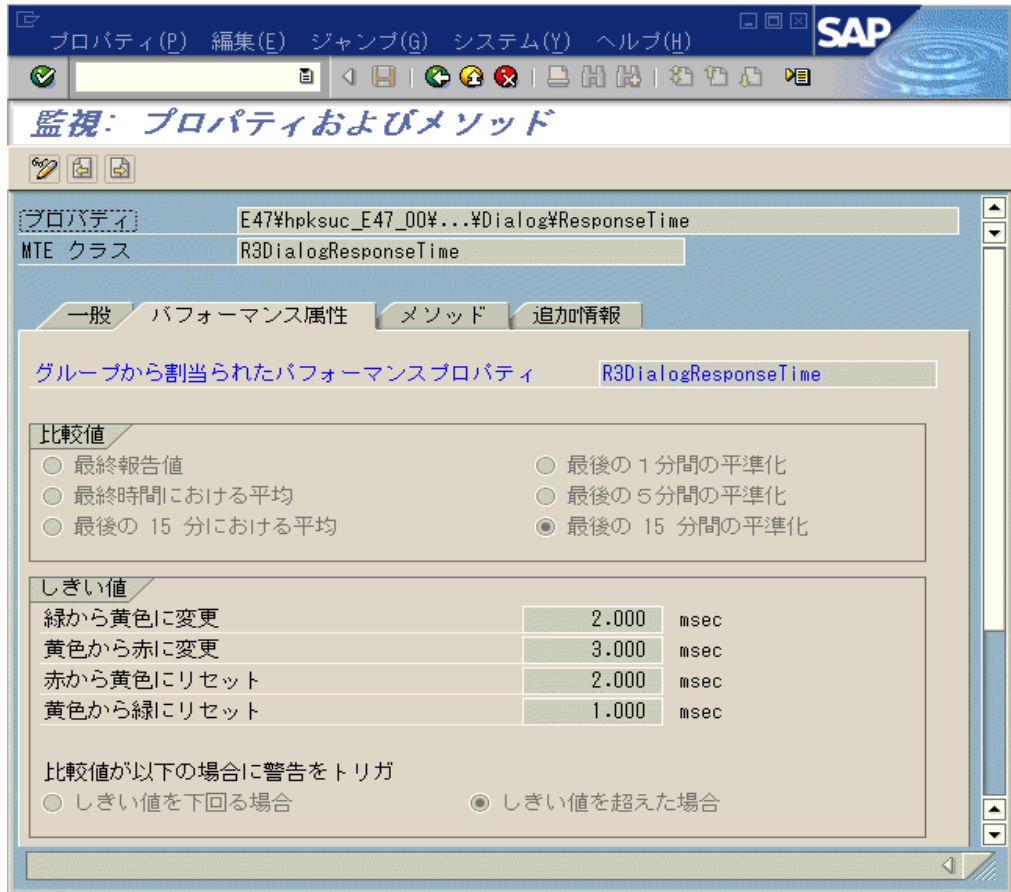 プロパティ(P) 編集(E) ジャンプ(G) システム(Y) ヘルプ(H)
SAP
監視: プロパティおよびメソッド
プロパティ E47¥hpksuc_E47_00¥...¥Dialog¥ResponseTime
MTE クラス R3DialogResponseTime
一般 パフォーマンス属性 メソッド 追加情報
グループから割当られたパフォーマンスプロパティ R3DialogResponseTime
比較値
最終報告値 最後の１分間の平準化
最終時間における平均 最後の５分間の平準化
最後の 15 分における平均 最後の 15 分間の平準化
しきい値
緑から黄色に変更 2.000 msec
黄色から赤に変更 3.000 msec
赤から黄色にリセット 2.000 msec
黄色から緑にリセット 1.000 msec
比較値が以下の場合に警告をトリガ
しきい値を下回る場合 しきい値を超えた場合